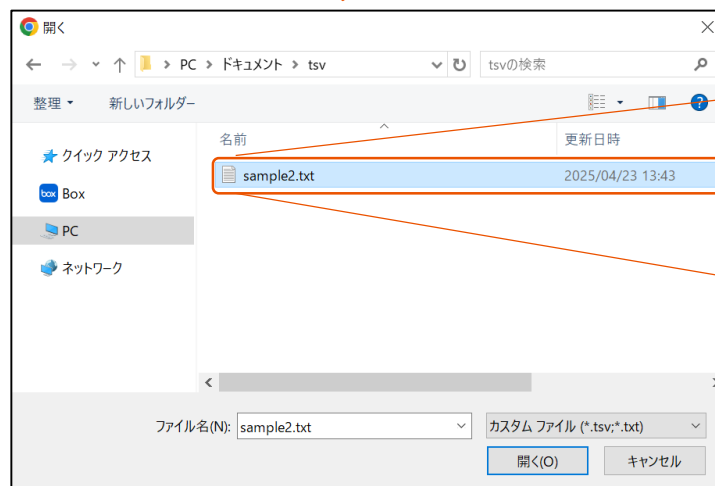 開く
PC > ドキュメント > tsv
tsvの検索
整理
新しいフォルダー
名前
更新日時
クイック アクセス
sample2.txt
2025/04/23 13:43
box Box
PC
ネットワーク
ファイル名(N):
sample2.txt
カスタム ファイル (*.tsv;*.txt)
開く(O)
キャンセル